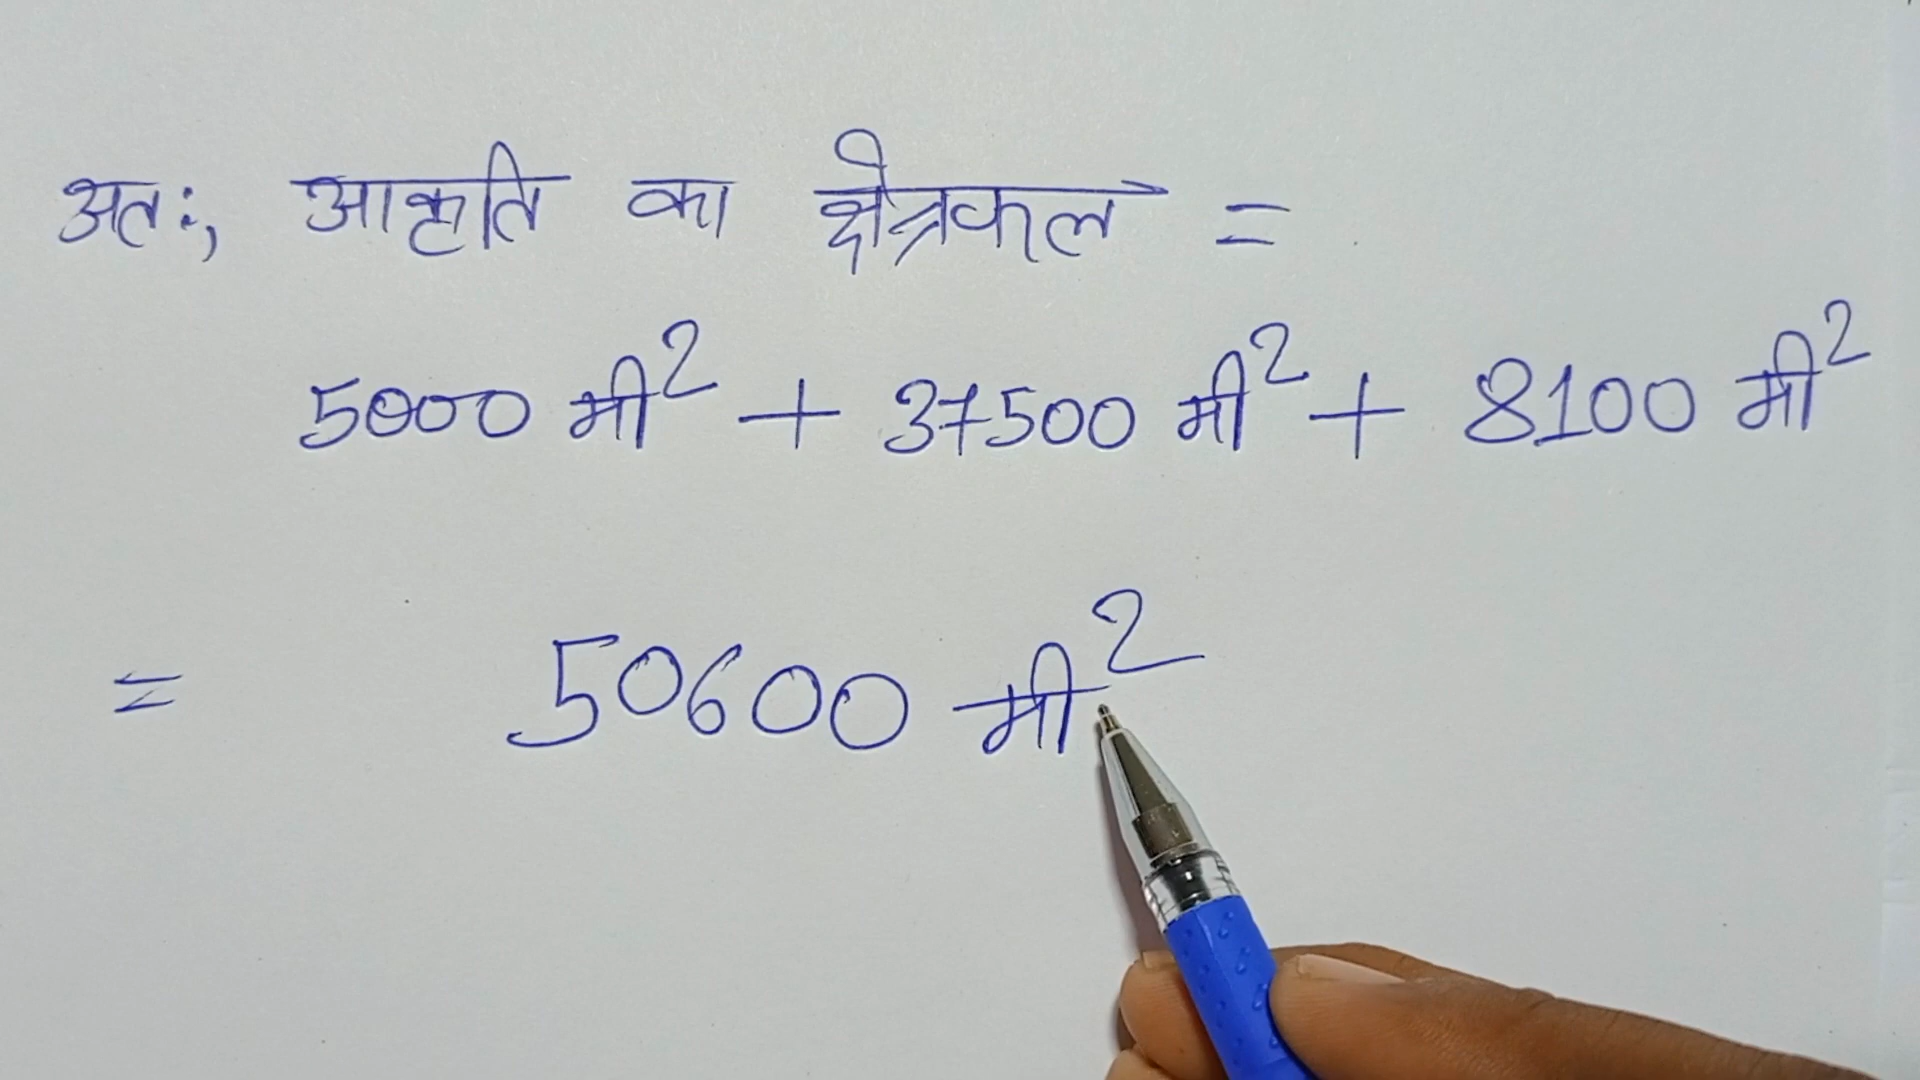 अतः, आकृति का क्षेत्रफल =
5000 मी² + 37500 मी² + 8100 मी²
= 50600 मी²